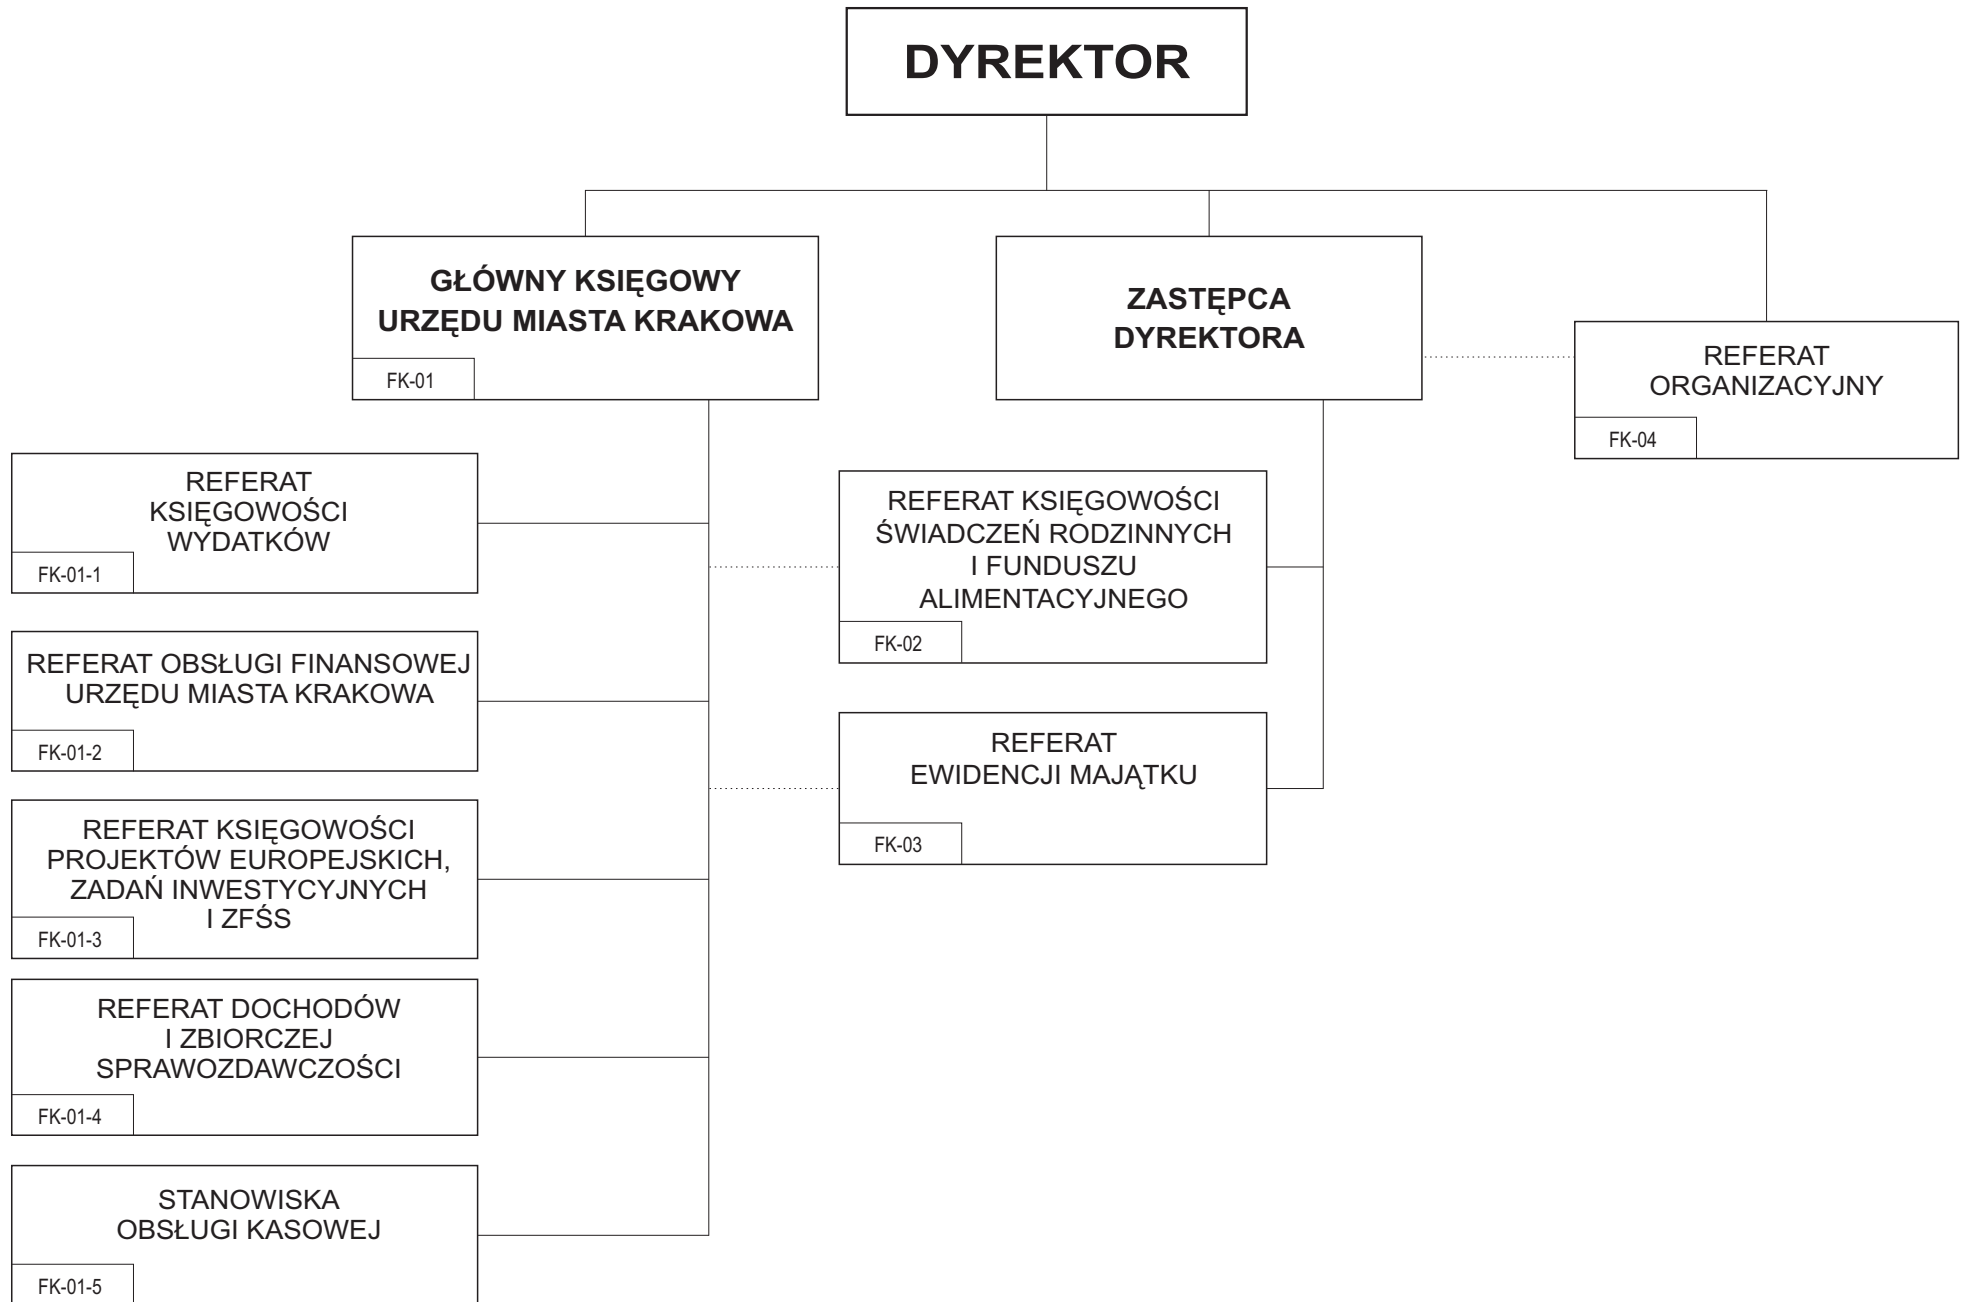 DYREKTOR
GŁÓWNY KSIĘGOWY
URZĘDU MIASTA KRAKOWA
FK-01
ZASTĘPCA
DYREKTORA
REFERAT
ORGANIZACYJNY
FK-04
REFERAT
KSIĘGOWOŚCI
WYDATKÓW
FK-01-1
REFERAT OBSŁUGI FINANSOWEJ
URZĘDU MIASTA KRAKOWA
FK-01-2
REFERAT KSIĘGOWOŚCI
PROJEKTÓW EUROPEJSKICH,
ZADAŃ INWESTYCYJNYCH
I ZFŚS
FK-01-3
REFERAT DOCHODÓW
I ZBIORCZEJ
SPRAWOZDAWCZOŚCI
FK-01-4
STANOWISKA
OBSŁUGI KASOWEJ
FK-01-5
REFERAT KSIĘGOWOŚCI
ŚWIADCZEŃ RODZINNYCH
I FUNDUSZU
ALIMENTACYJNEGO
FK-02
REFERAT
EWIDENCJI MAJĄTKU
FK-03